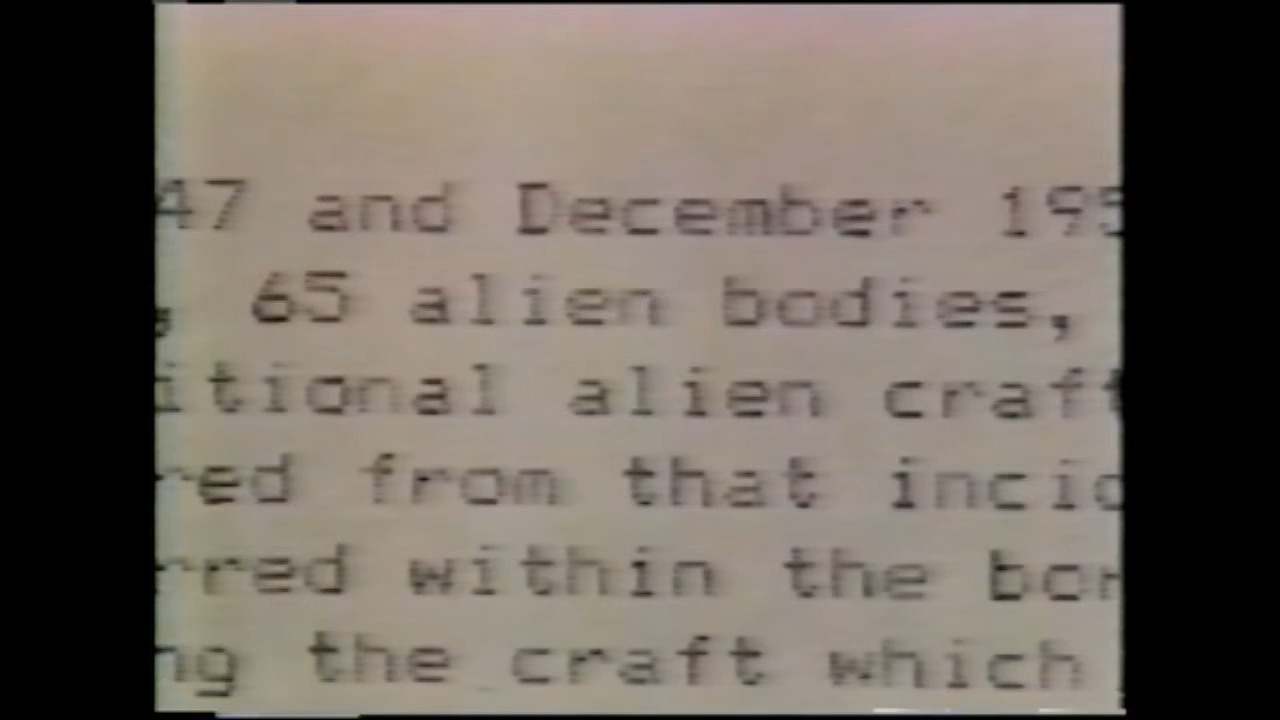 47 and December 195
, 65 alien bodies,
itional alien craft
red from that incid
rred within the bor
ng the craft which